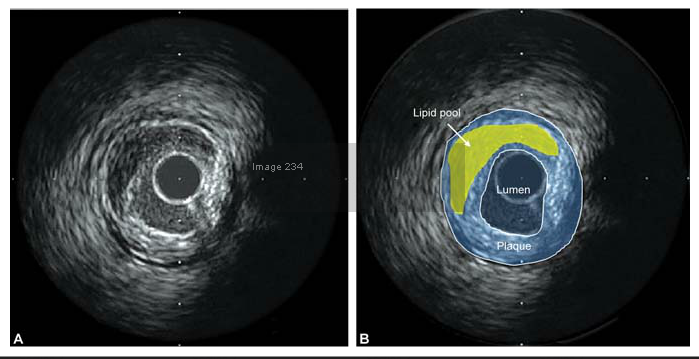 Image 234
Lipid pool
Lumen
Plaque
A
B